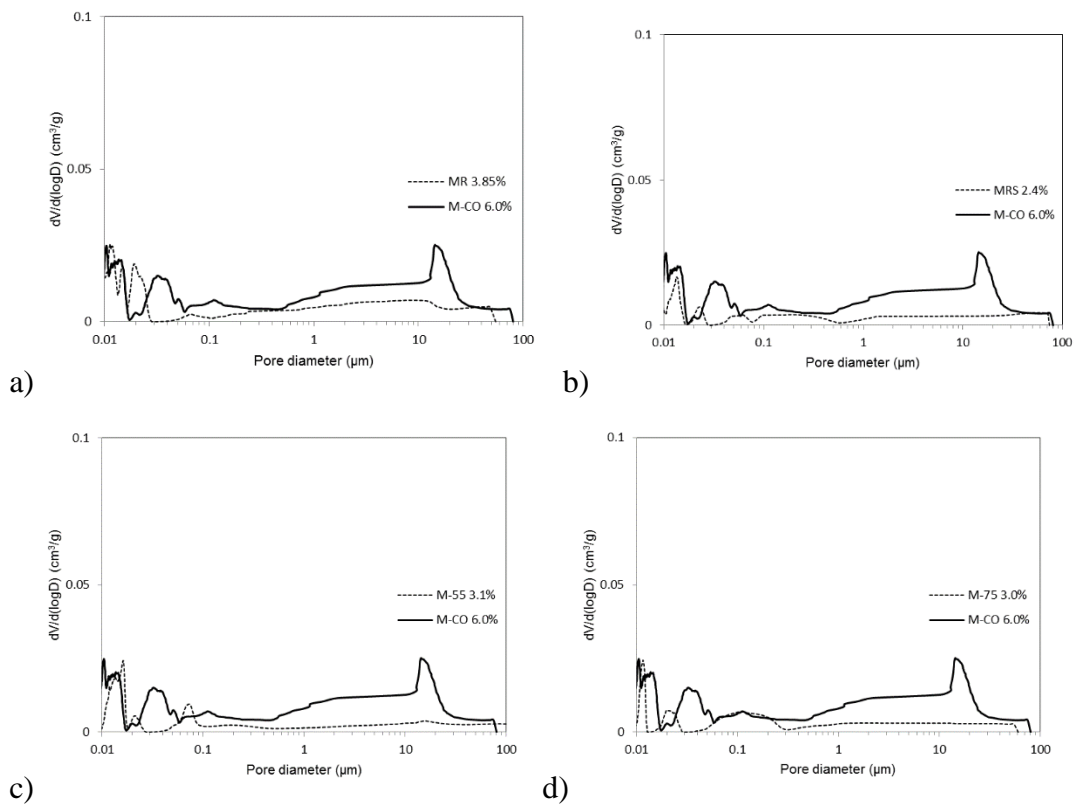 0.1
0.05
0
dV/d(logD) (cm³/g)
MR 3.85%
M-CO 6.0%
0.01 0.1 1 10 100
Pore diameter (µm)
a)
0.1
0.05
0
dV/d(logD) (cm³/g)
MRS 2.4%
M-CO 6.0%
0.01 0.1 1 10 100
Pore diameter (µm)
b)
0.1
0.05
0
dV/d(logD) (cm³/g)
M-55 3.1%
M-CO 6.0%
0.01 0.1 1 10 100
Pore diameter (µm)
c)
0.1
0.05
0
dV/d(logD) (cm³/g)
M-75 3.0%
M-CO 6.0%
0.01 0.1 1 10 100
Pore diameter (µm)
d)